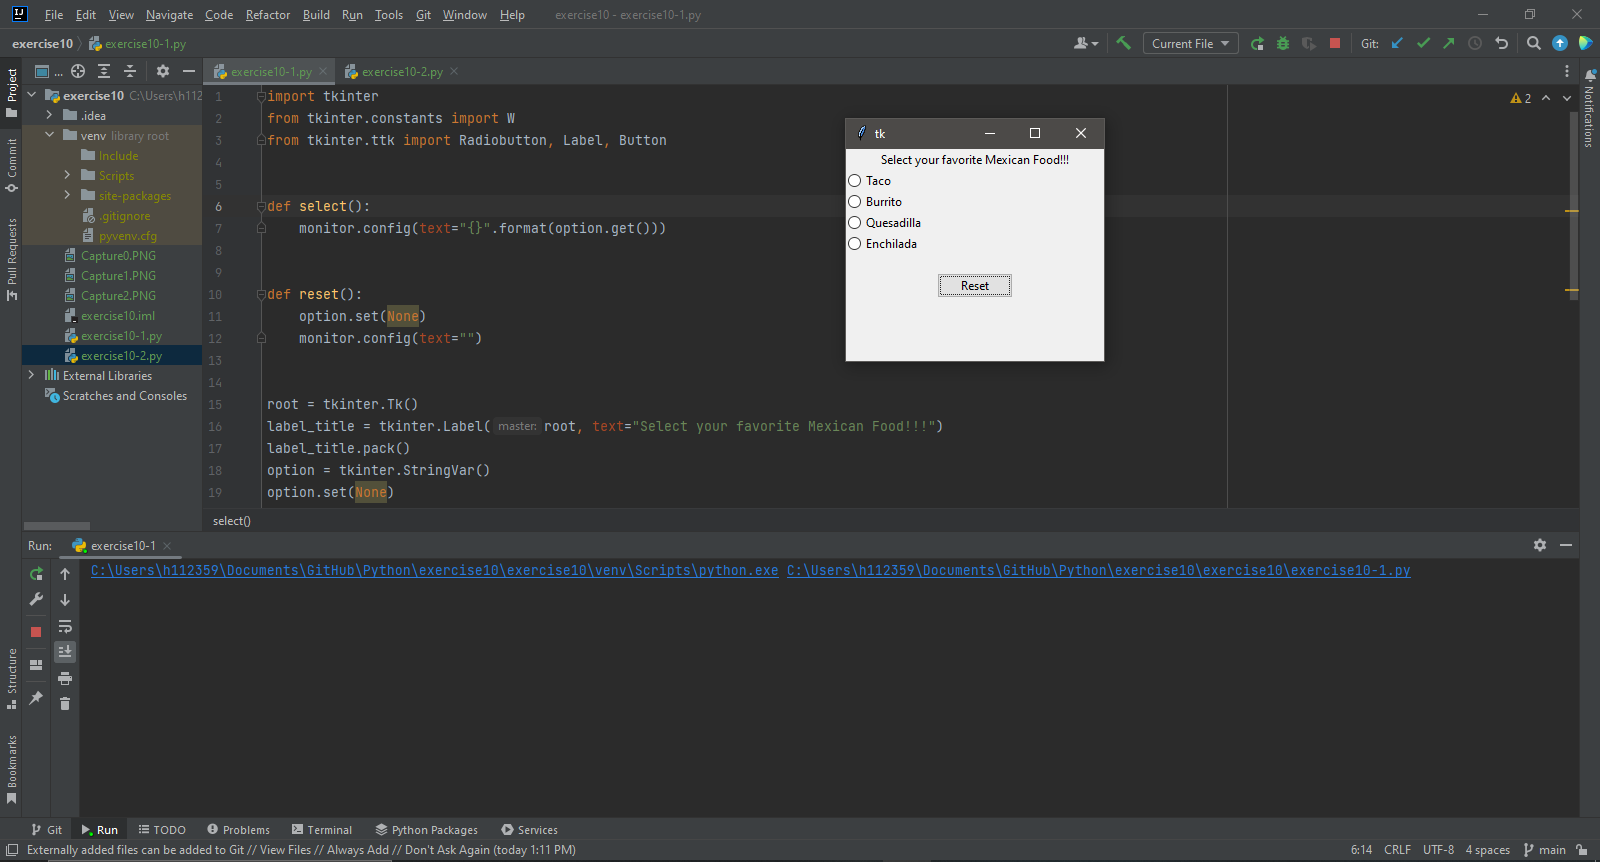 File Edit View Navigate Code Refactor Build Run Tools Git Window Help exercise10 - exercise10-1.py
exercise10 exercise10-1.py
Current File
Git:
Project
Commit
Pull Requests
Structure
Bookmarks
...
exercise10 C:\Users\h112
.idea
venv library root
Include
Scripts
site-packages
.gitignore
pyvenv.cfg
Capture0.PNG
Capture1.PNG
Capture2.PNG
exercise10.iml
exercise10-1.py
exercise10-2.py
External Libraries
Scratches and Consoles
exercise10-1.py exercise10-2.py
2
Notifications
1 import tkinter
2 from tkinter.constants import W
3 from tkinter.ttk import Radiobutton, Label, Button
4
5
6 def select():
7 monitor.config(text="{}".format(option.get()))
8
9
10 def reset():
11 option.set(None)
12 monitor.config(text="")
13
14
15 root = tkinter.Tk()
16 label_title = tkinter.Label( master: root, text="Select your favorite Mexican Food!!!")
17 label_title.pack()
18 option = tkinter.StringVar()
19 option.set(None)
select()
tk
Select your favorite Mexican Food!!!
Taco
Burrito
Quesadilla
Enchilada
Reset
Run: exercise10-1
C:\Users\h112359\Documents\GitHub\Python\exercise10\exercise10\venv\Scripts\python.exe C:\Users\h112359\Documents\GitHub\Python\exercise10\exercise10\exercise10-1.py
Git Run TODO Problems Terminal Python Packages Services
Externally added files can be added to Git // View Files // Always Add // Don't Ask Again (today 1:11 PM)
6:14 CRLF UTF-8 4 spaces main